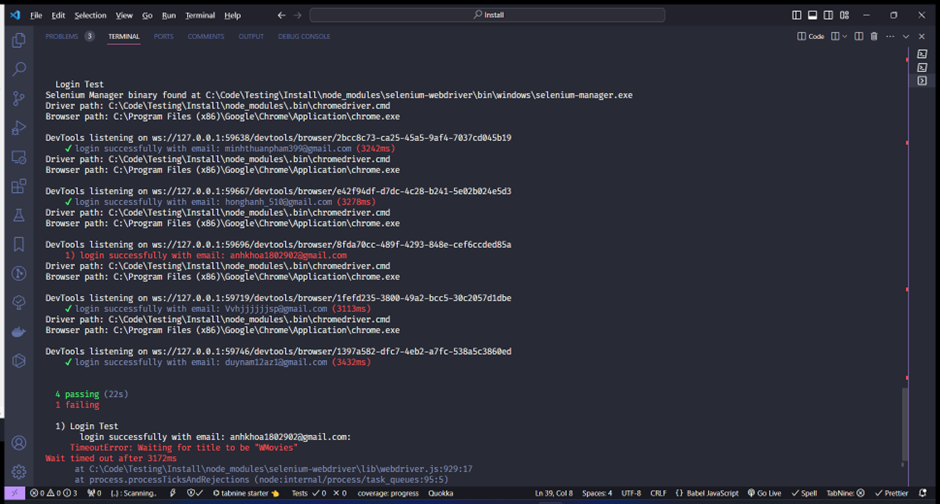 File Edit Selection View Go Run Terminal Help
Install
PROBLEMS 3 TERMINAL PORTS COMMENTS OUTPUT DEBUG CONSOLE
Code
Login Test
Selenium Manager binary found at C:\Code\Testing\Install\node_modules\selenium-webdriver\bin\windows\selenium-manager.exe
Driver path: C:\Code\Testing\Install\node_modules\.bin\chromedriver.cmd
Browser path: C:\Program Files (x86)\Google\Chrome\Application\chrome.exe
DevTools listening on ws://127.0.0.1:59638/devtools/browser/2bcc8c73-ca25-45a5-9af4-7037cd045b19
✓ login successfully with email: minhthuanpham399@gmail.com (3242ms)
Driver path: C:\Code\Testing\Install\node_modules\.bin\chromedriver.cmd
Browser path: C:\Program Files (x86)\Google\Chrome\Application\chrome.exe
DevTools listening on ws://127.0.0.1:59667/devtools/browser/e42f94df-d7dc-4c28-b241-5e02b024e5d3
✓ login successfully with email: honghanh_510@gmail.com (3278ms)
Driver path: C:\Code\Testing\Install\node_modules\.bin\chromedriver.cmd
Browser path: C:\Program Files (x86)\Google\Chrome\Application\chrome.exe
DevTools listening on ws://127.0.0.1:59696/devtools/browser/8fda70cc-489f-4293-848e-cef6ccded85a
1) login successfully with email: anhkhoa1802902@gmail.com
Driver path: C:\Code\Testing\Install\node_modules\.bin\chromedriver.cmd
Browser path: C:\Program Files (x86)\Google\Chrome\Application\chrome.exe
DevTools listening on ws://127.0.0.1:59719/devtools/browser/1fefd235-3800-49a2-bcc5-30c2057d1dbe
✓ login successfully with email: Vvhjjjjjjsp@gmail.com (3113ms)
Driver path: C:\Code\Testing\Install\node_modules\.bin\chromedriver.cmd
Browser path: C:\Program Files (x86)\Google\Chrome\Application\chrome.exe
DevTools listening on ws://127.0.0.1:59746/devtools/browser/1397a582-dfc7-4eb2-a7fc-538a5c3860ed
✓ login successfully with email: duynam12az1@gmail.com (3432ms)
4 passing (22s)
1 failing
1) Login Test
login successfully with email: anhkhoa1802902@gmail.com:
TimeoutError: Waiting for title to be "WMovies"
Wait timed out after 3172ms
at C:\Code\Testing\Install\node_modules\selenium-webdriver\lib\webdriver.js:929:17
at process.processTicksAndRejections (node:internal/process/task_queues:95:5)
0 0 3 0 {..} Scanning.. tabnine starter 👈 Tests ✓ 0 × 0 coverage: progress Quokka Ln 39, Col 8 Spaces: 4 UTF-8 CRLF {} Babel JavaScript Go Live ✓ Spell TabNine: ✓ Prettier